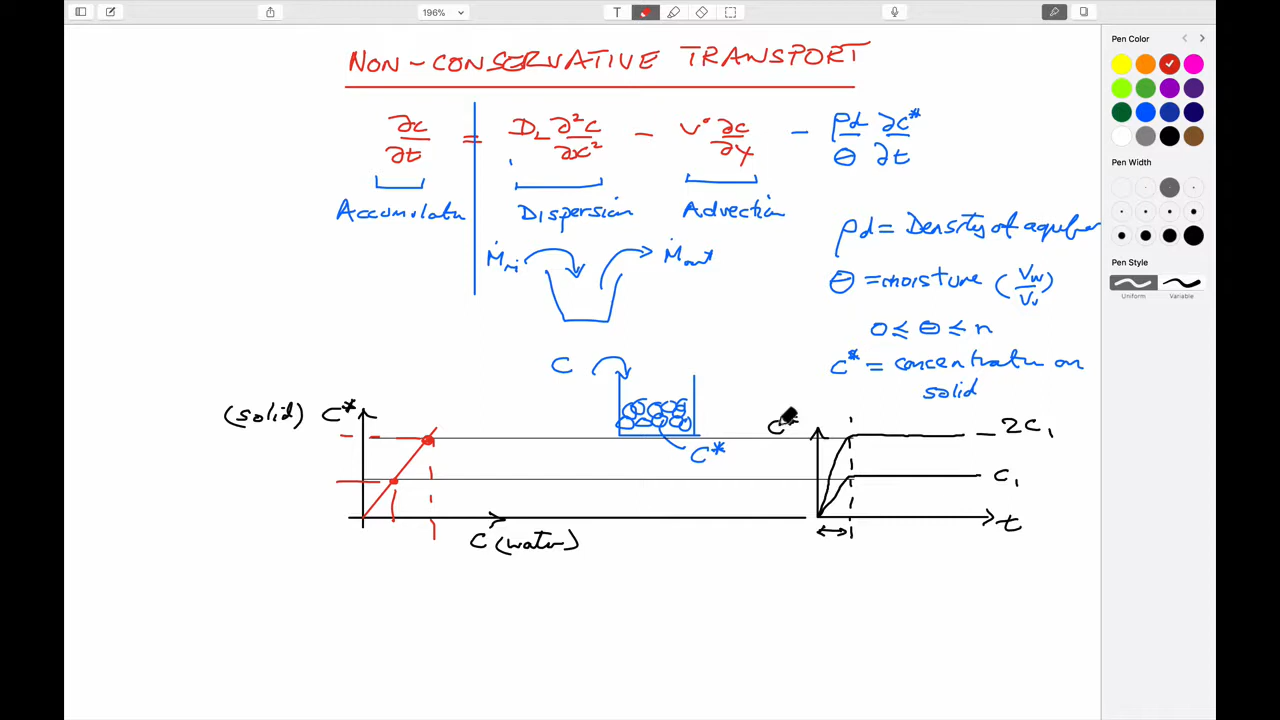 196%
T
Pen Color
NON-CONSERVATIVE TRANSPORT
∂c/∂t = D_L ∂²c/∂x² - v° ∂c/∂y - ρd/Θ ∂c*/∂t
Accumulatn
Dispersion
Advection
Ṁin
Ṁout
ρd = Density of aquifer
Θ = moisture (Vw/Vv)
0 ≤ Θ ≤ n
c* = concentration on
solid
C
C*
(solid) C*
C (water)
C*
2C₁
C₁
t
Pen Width
Pen Style
Uniform
Variable